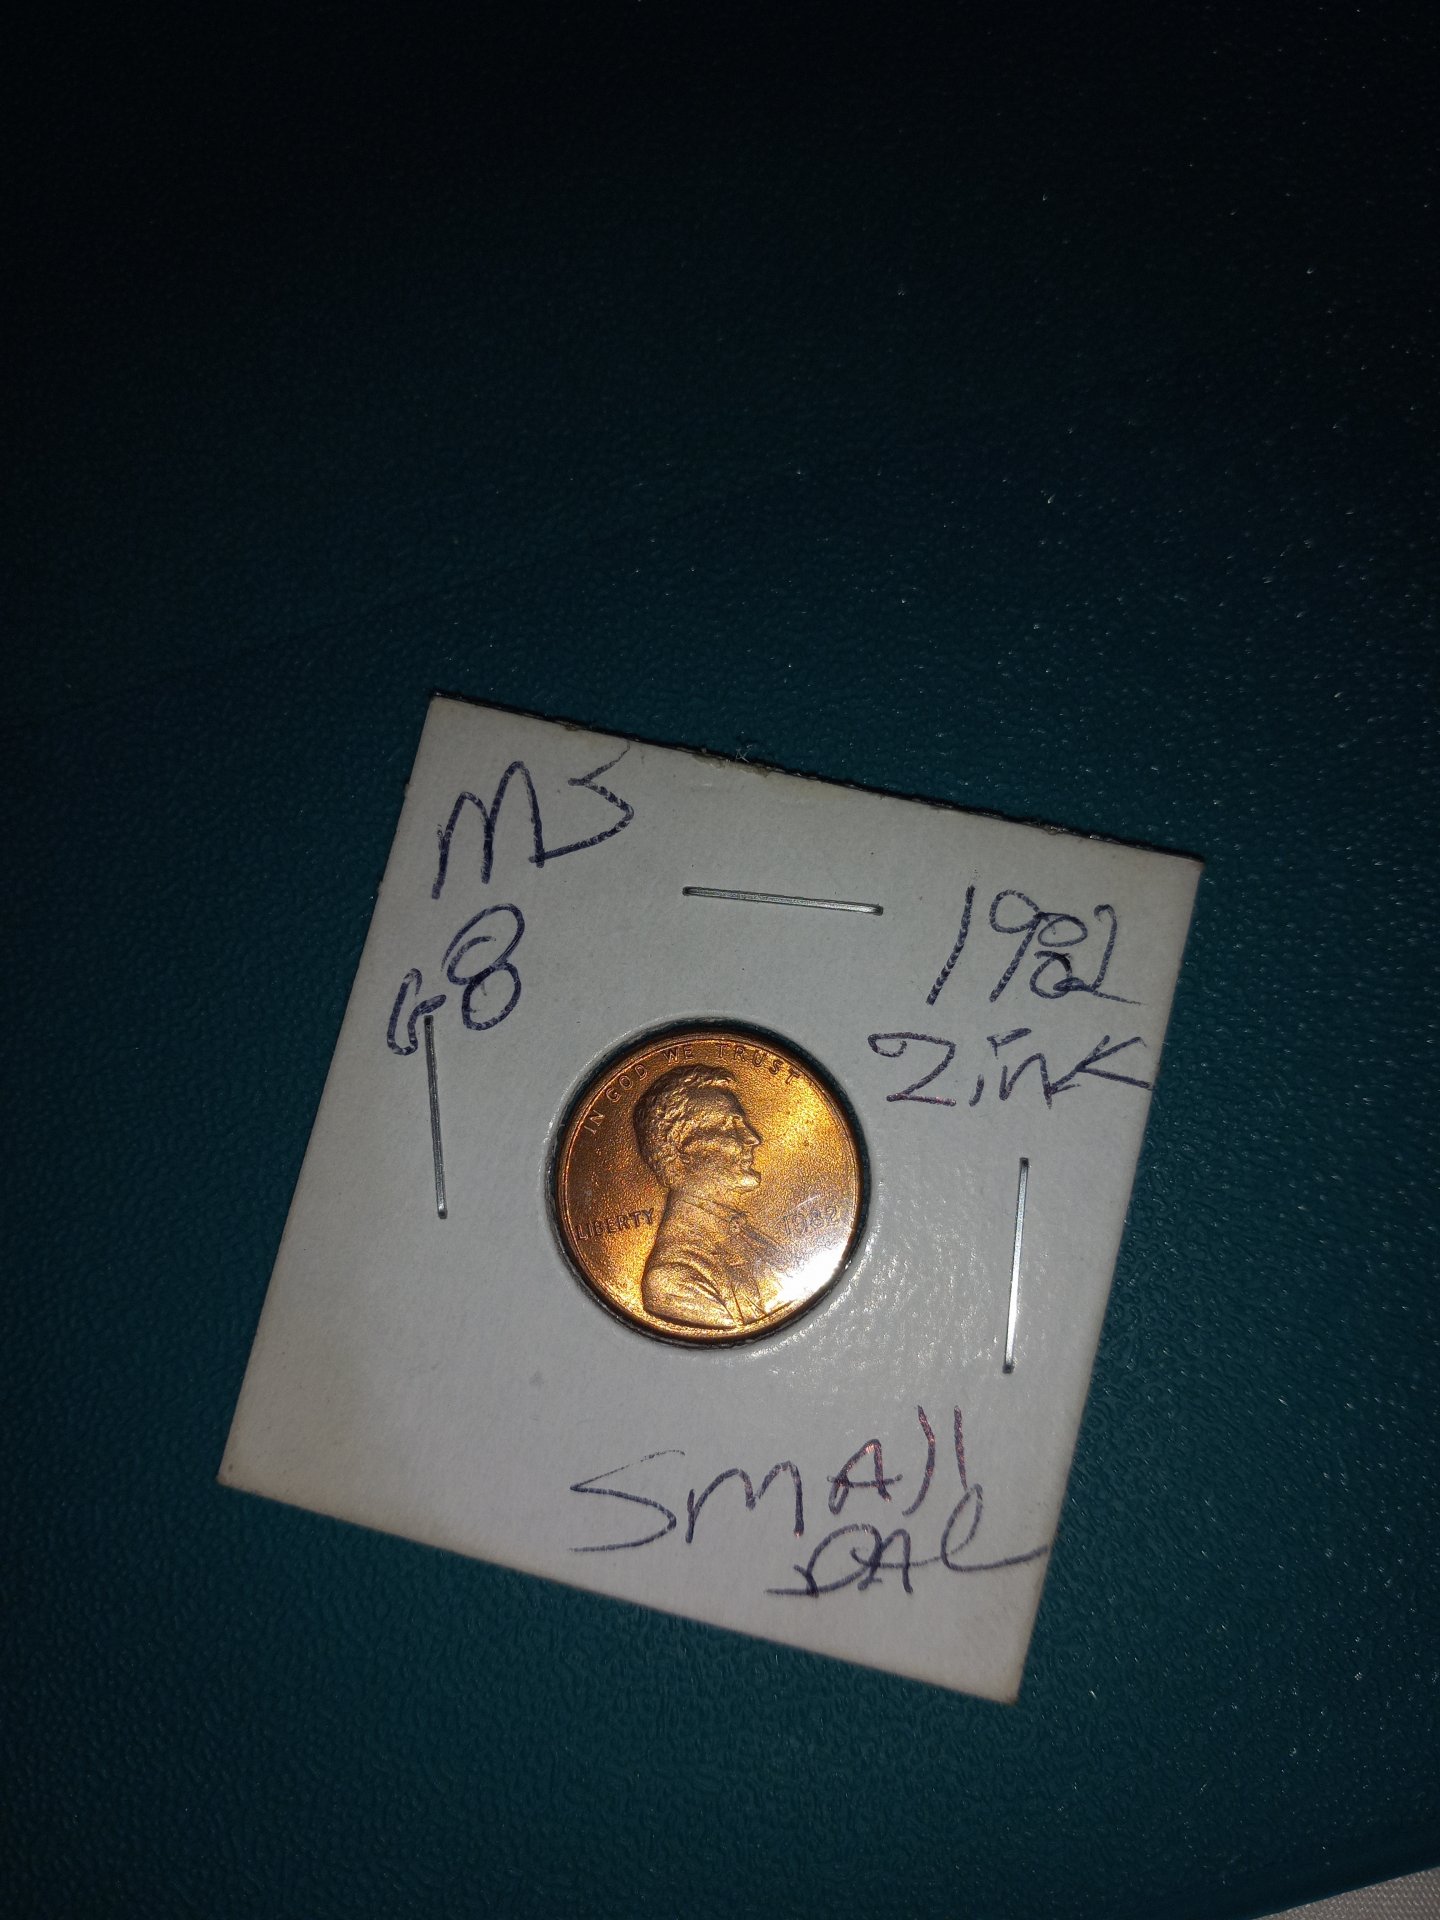 MS
68
1982
Zink
IN GOD WE TRUST
LIBERTY
1982
SMAll